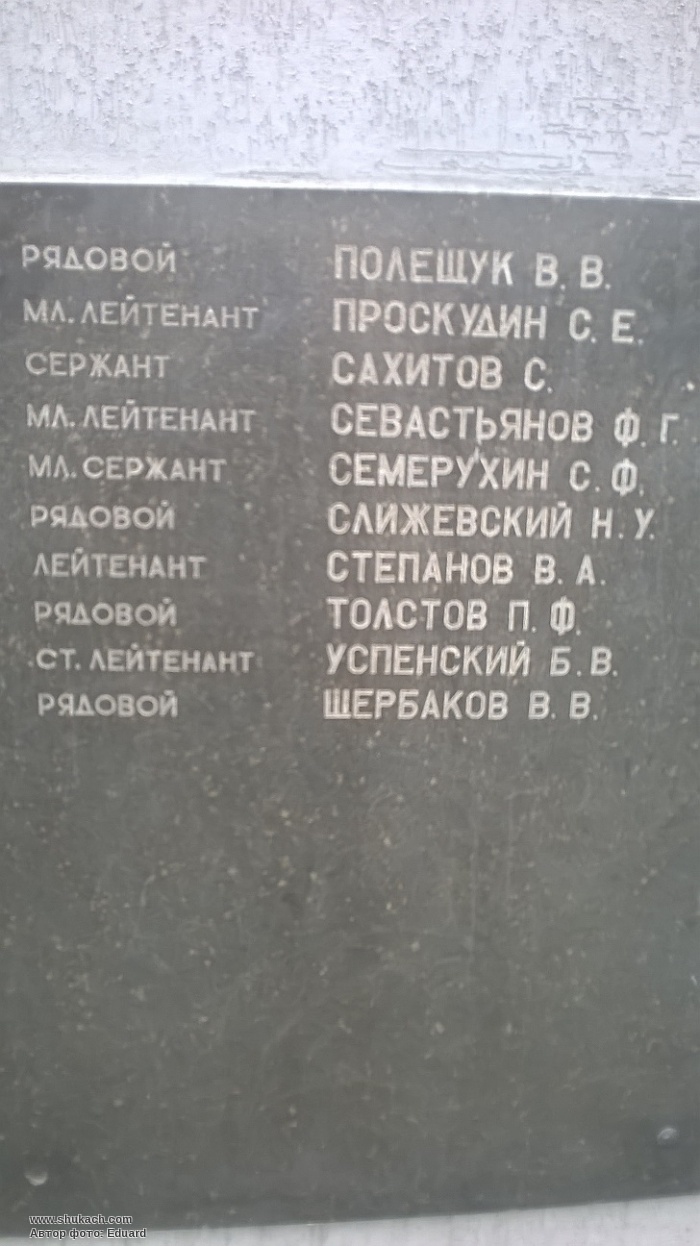 РЯДОВОЙ ПОЛЕЩУК В. В.
МЛ. ЛЕЙТЕНАНТ ПРОСКУДИН С. Е.
СЕРЖАНТ САХИТОВ С.
МЛ. ЛЕЙТЕНАНТ СЕВАСТЬЯНОВ Ф. Г.
МЛ. СЕРЖАНТ СЕМЕРУХИН С. Ф.
РЯДОВОЙ СЛИЖЕВСКИЙ Н. У.
ЛЕЙТЕНАНТ СТЕПАНОВ В. А.
РЯДОВОЙ ТОЛСТОВ П. Ф.
СТ. ЛЕЙТЕНАНТ УСПЕНСКИЙ Б. В.
РЯДОВОЙ ЩЕРБАКОВ В. В.
www.shukach.com
Автор фото: Eduard